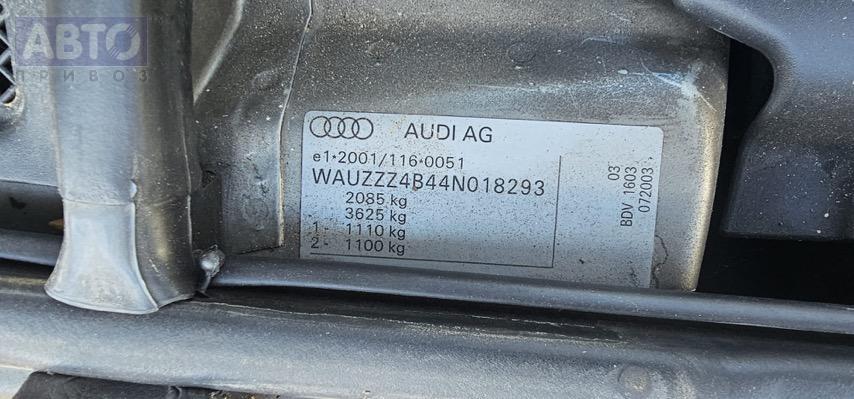 АВТО
ПРИВОЗ
AUDI AG
e1*2001/116*0051
WAUZZZ4B44N018293
2085 kg
3625 kg
1- 1110 kg
2- 1100 kg
03
BDV 1603
072003